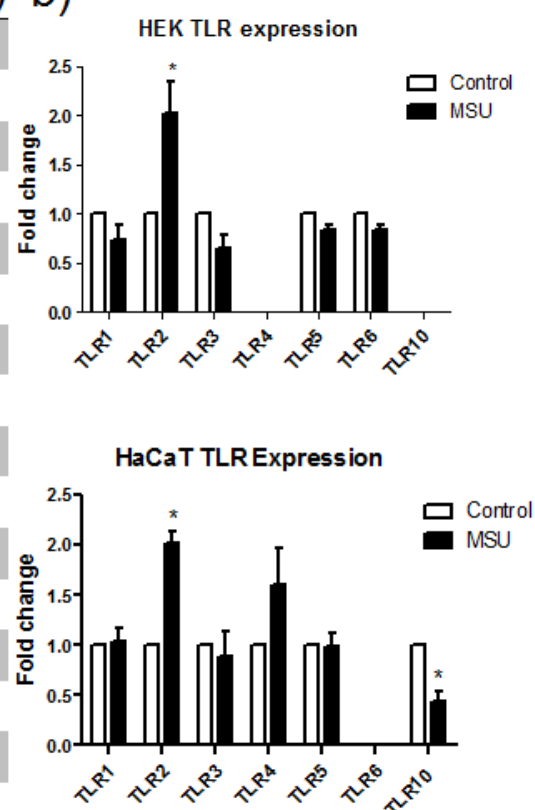 b)
HEK TLR expression
2.5
2.0
1.5
1.0
0.5
0.0
Fold change
*
Control
MSU
TLR1 TLR2 TLR3 TLR4 TLR5 TLR6 TLR10
HaCaT TLR Expression
2.5
2.0
1.5
1.0
0.5
0.0
Fold change
*
*
Control
MSU
TLR1 TLR2 TLR3 TLR4 TLR5 TLR6 TLR10